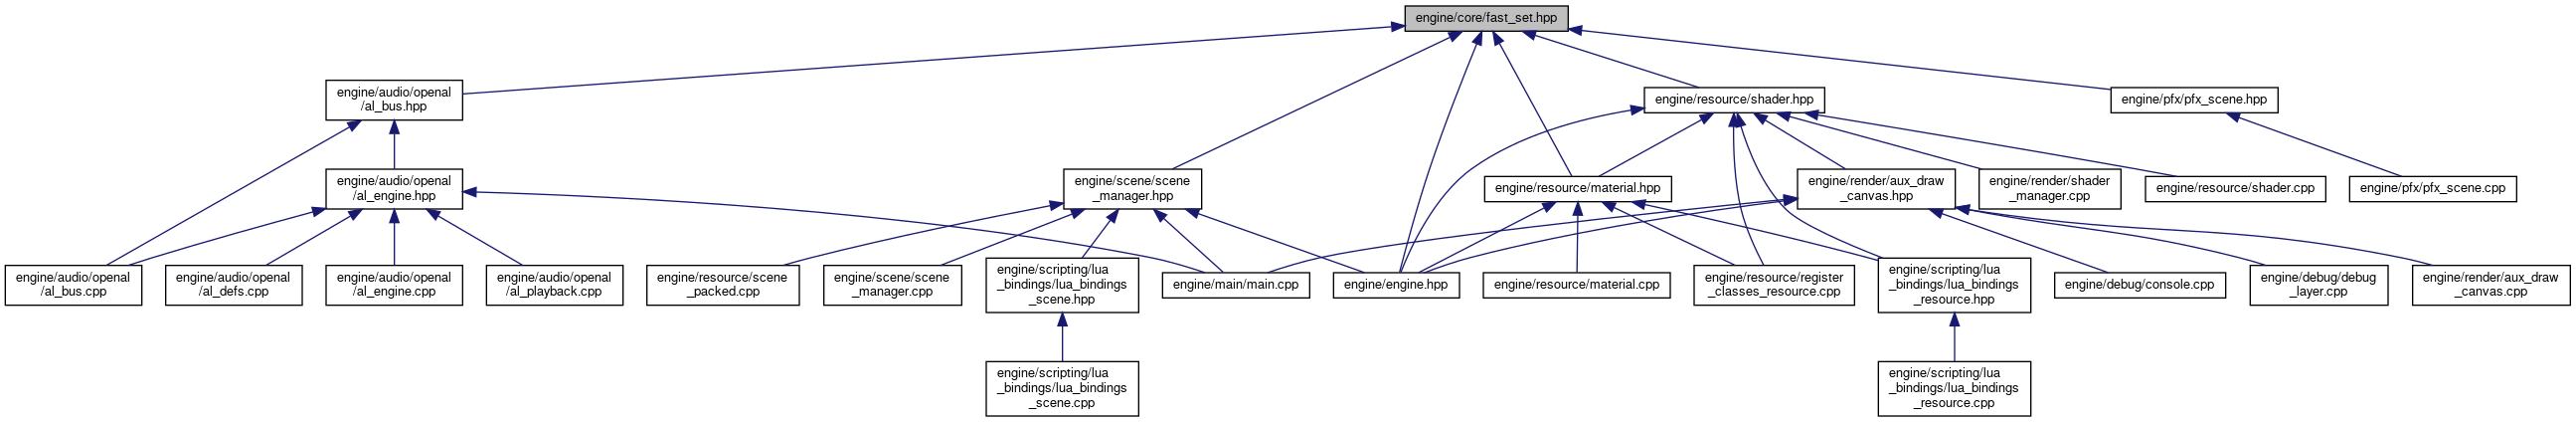 engine/core/fast_set.hpp
engine/audio/openal
/al_bus.hpp
engine/resource/shader.hpp
engine/pfx/pfx_scene.hpp
engine/audio/openal
/al_engine.hpp
engine/scene/scene
_manager.hpp
engine/resource/material.hpp
engine/render/aux_draw
_canvas.hpp
engine/render/shader
_manager.cpp
engine/resource/shader.cpp
engine/pfx/pfx_scene.cpp
engine/audio/openal
/al_bus.cpp
engine/audio/openal
/al_defs.cpp
engine/audio/openal
/al_engine.cpp
engine/audio/openal
/al_playback.cpp
engine/resource/scene
_packed.cpp
engine/scene/scene
_manager.cpp
engine/scripting/lua
_bindings/lua_bindings
_scene.hpp
engine/main/main.cpp
engine/engine.hpp
engine/resource/material.cpp
engine/resource/register
_classes_resource.cpp
engine/scripting/lua
_bindings/lua_bindings
_resource.hpp
engine/debug/console.cpp
engine/debug/debug
_layer.cpp
engine/render/aux_draw
_canvas.cpp
engine/scripting/lua
_bindings/lua_bindings
_scene.cpp
engine/scripting/lua
_bindings/lua_bindings
_resource.cpp